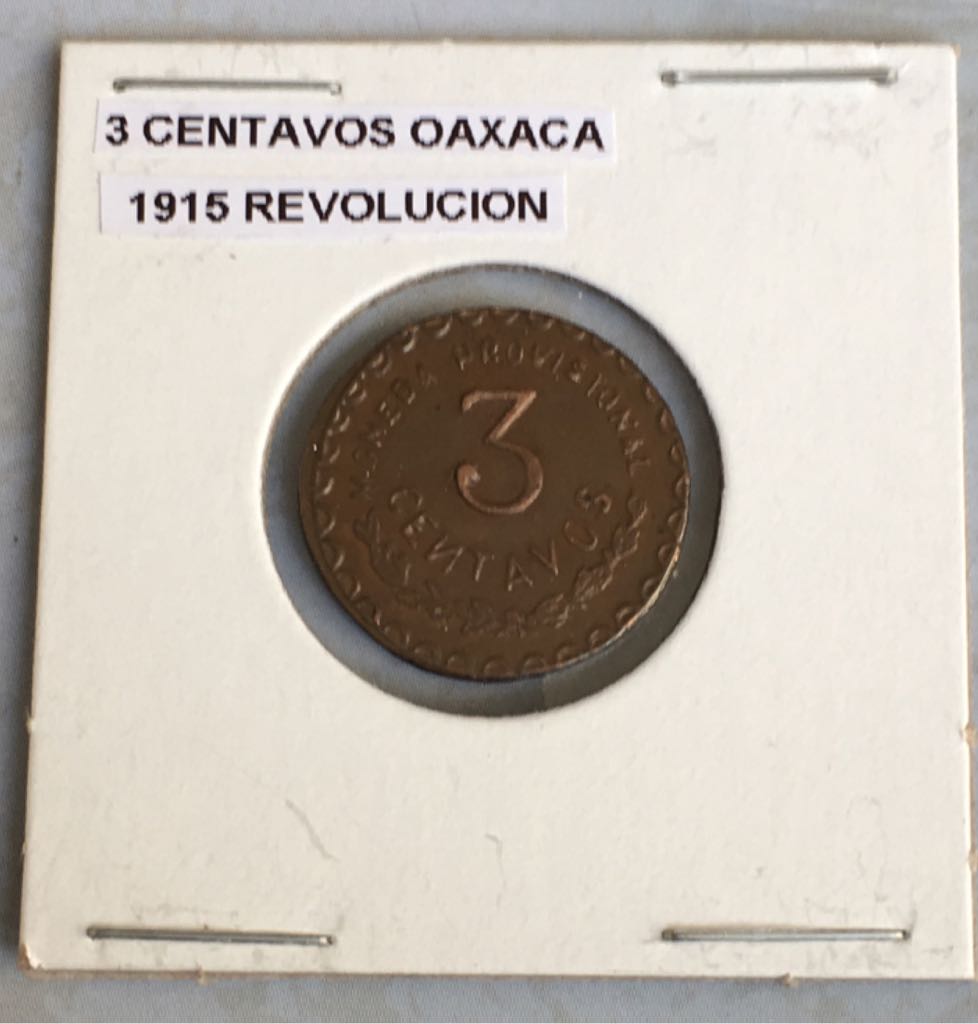 3 CENTAVOS OAXACA
1915 REVOLUCION
MONEDA PROVISIONAL
3
CENTAVOS